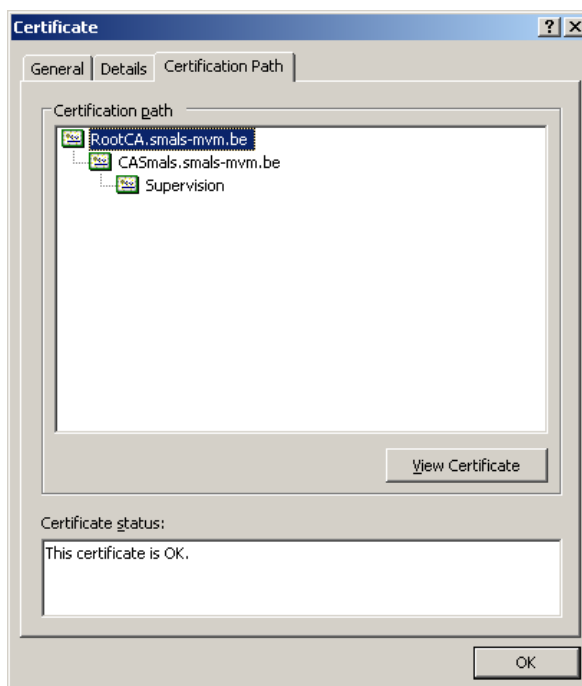 Certificate
General Details Certification Path
Certification path
RootCA.smals-mvm.be
CASmals.smals-mvm.be
Supervision
View Certificate
Certificate status:
This certificate is OK.
OK